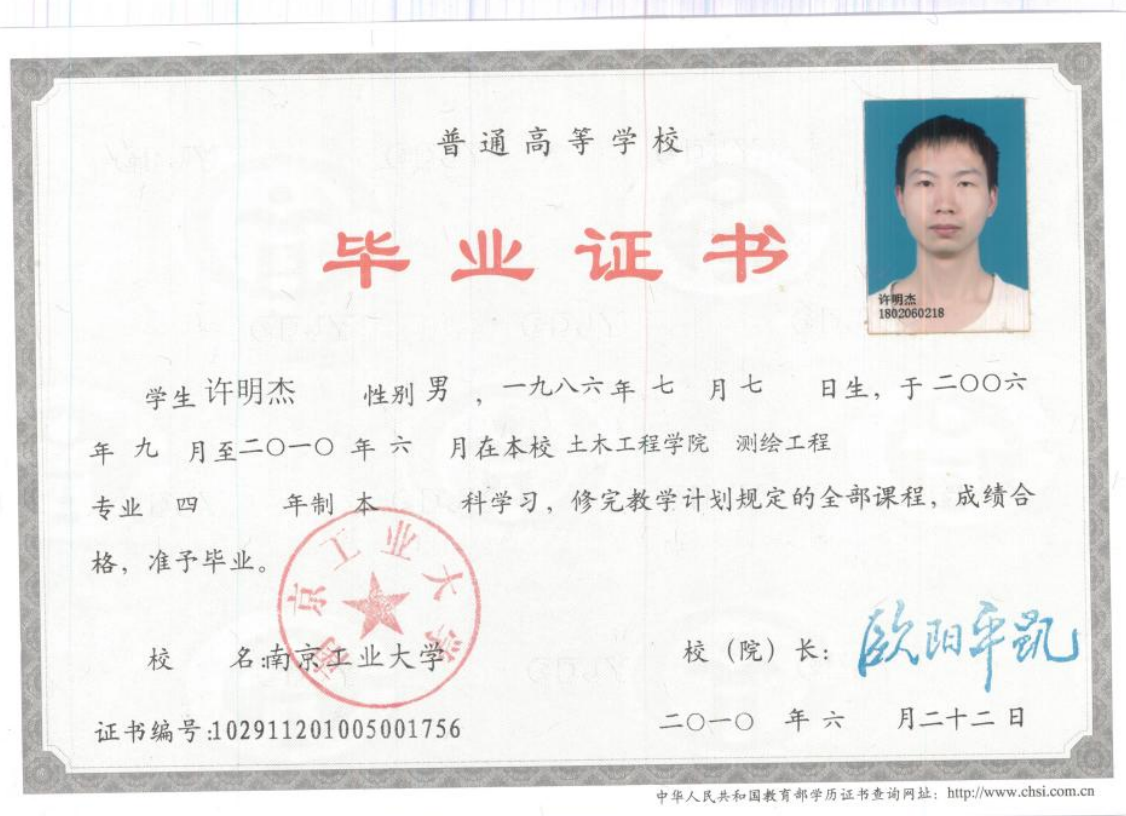 普通高等学校
毕业证书
许明杰
1802060218
学生 许明杰 性别 男 ，一九八六年 七 月 七 日生，于 二〇〇六
年 九 月至二〇一〇 年 六 月在本校 土木工程学院 测绘工程
专业 四 年制 本 科学习，修完教学计划规定的全部课程，成绩合
格，准予毕业。
南京工业大学
校 名:南京工业大学
校（院）长：欧阳平凯
证书编号:102911201005001756
二〇一〇 年 六 月二十二日
中华人民共和国教育部学历证书查询网址：http://www.chsi.com.cn